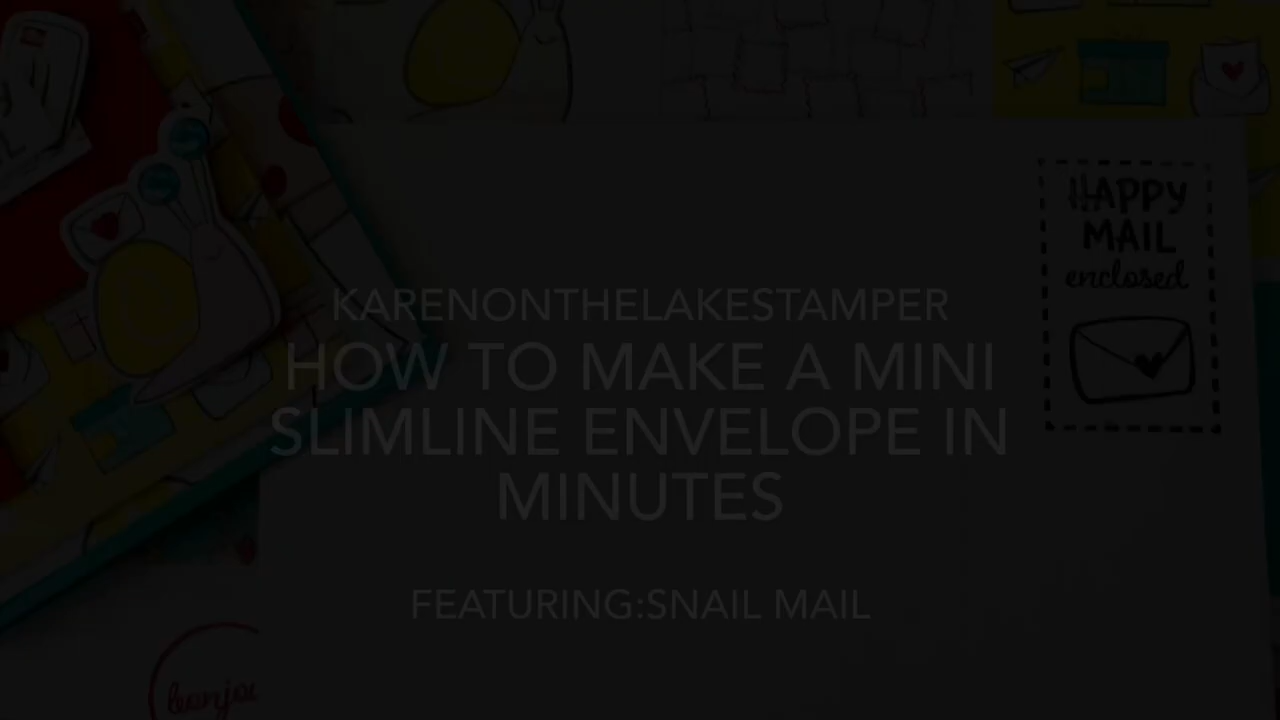 HAPPY
MAIL
enclosed
KARENONTHELAKESTAMPER
HOW TO MAKE A MINI
SLIMLINE ENVELOPE IN
MINUTES
FEATURING:SNAIL MAIL